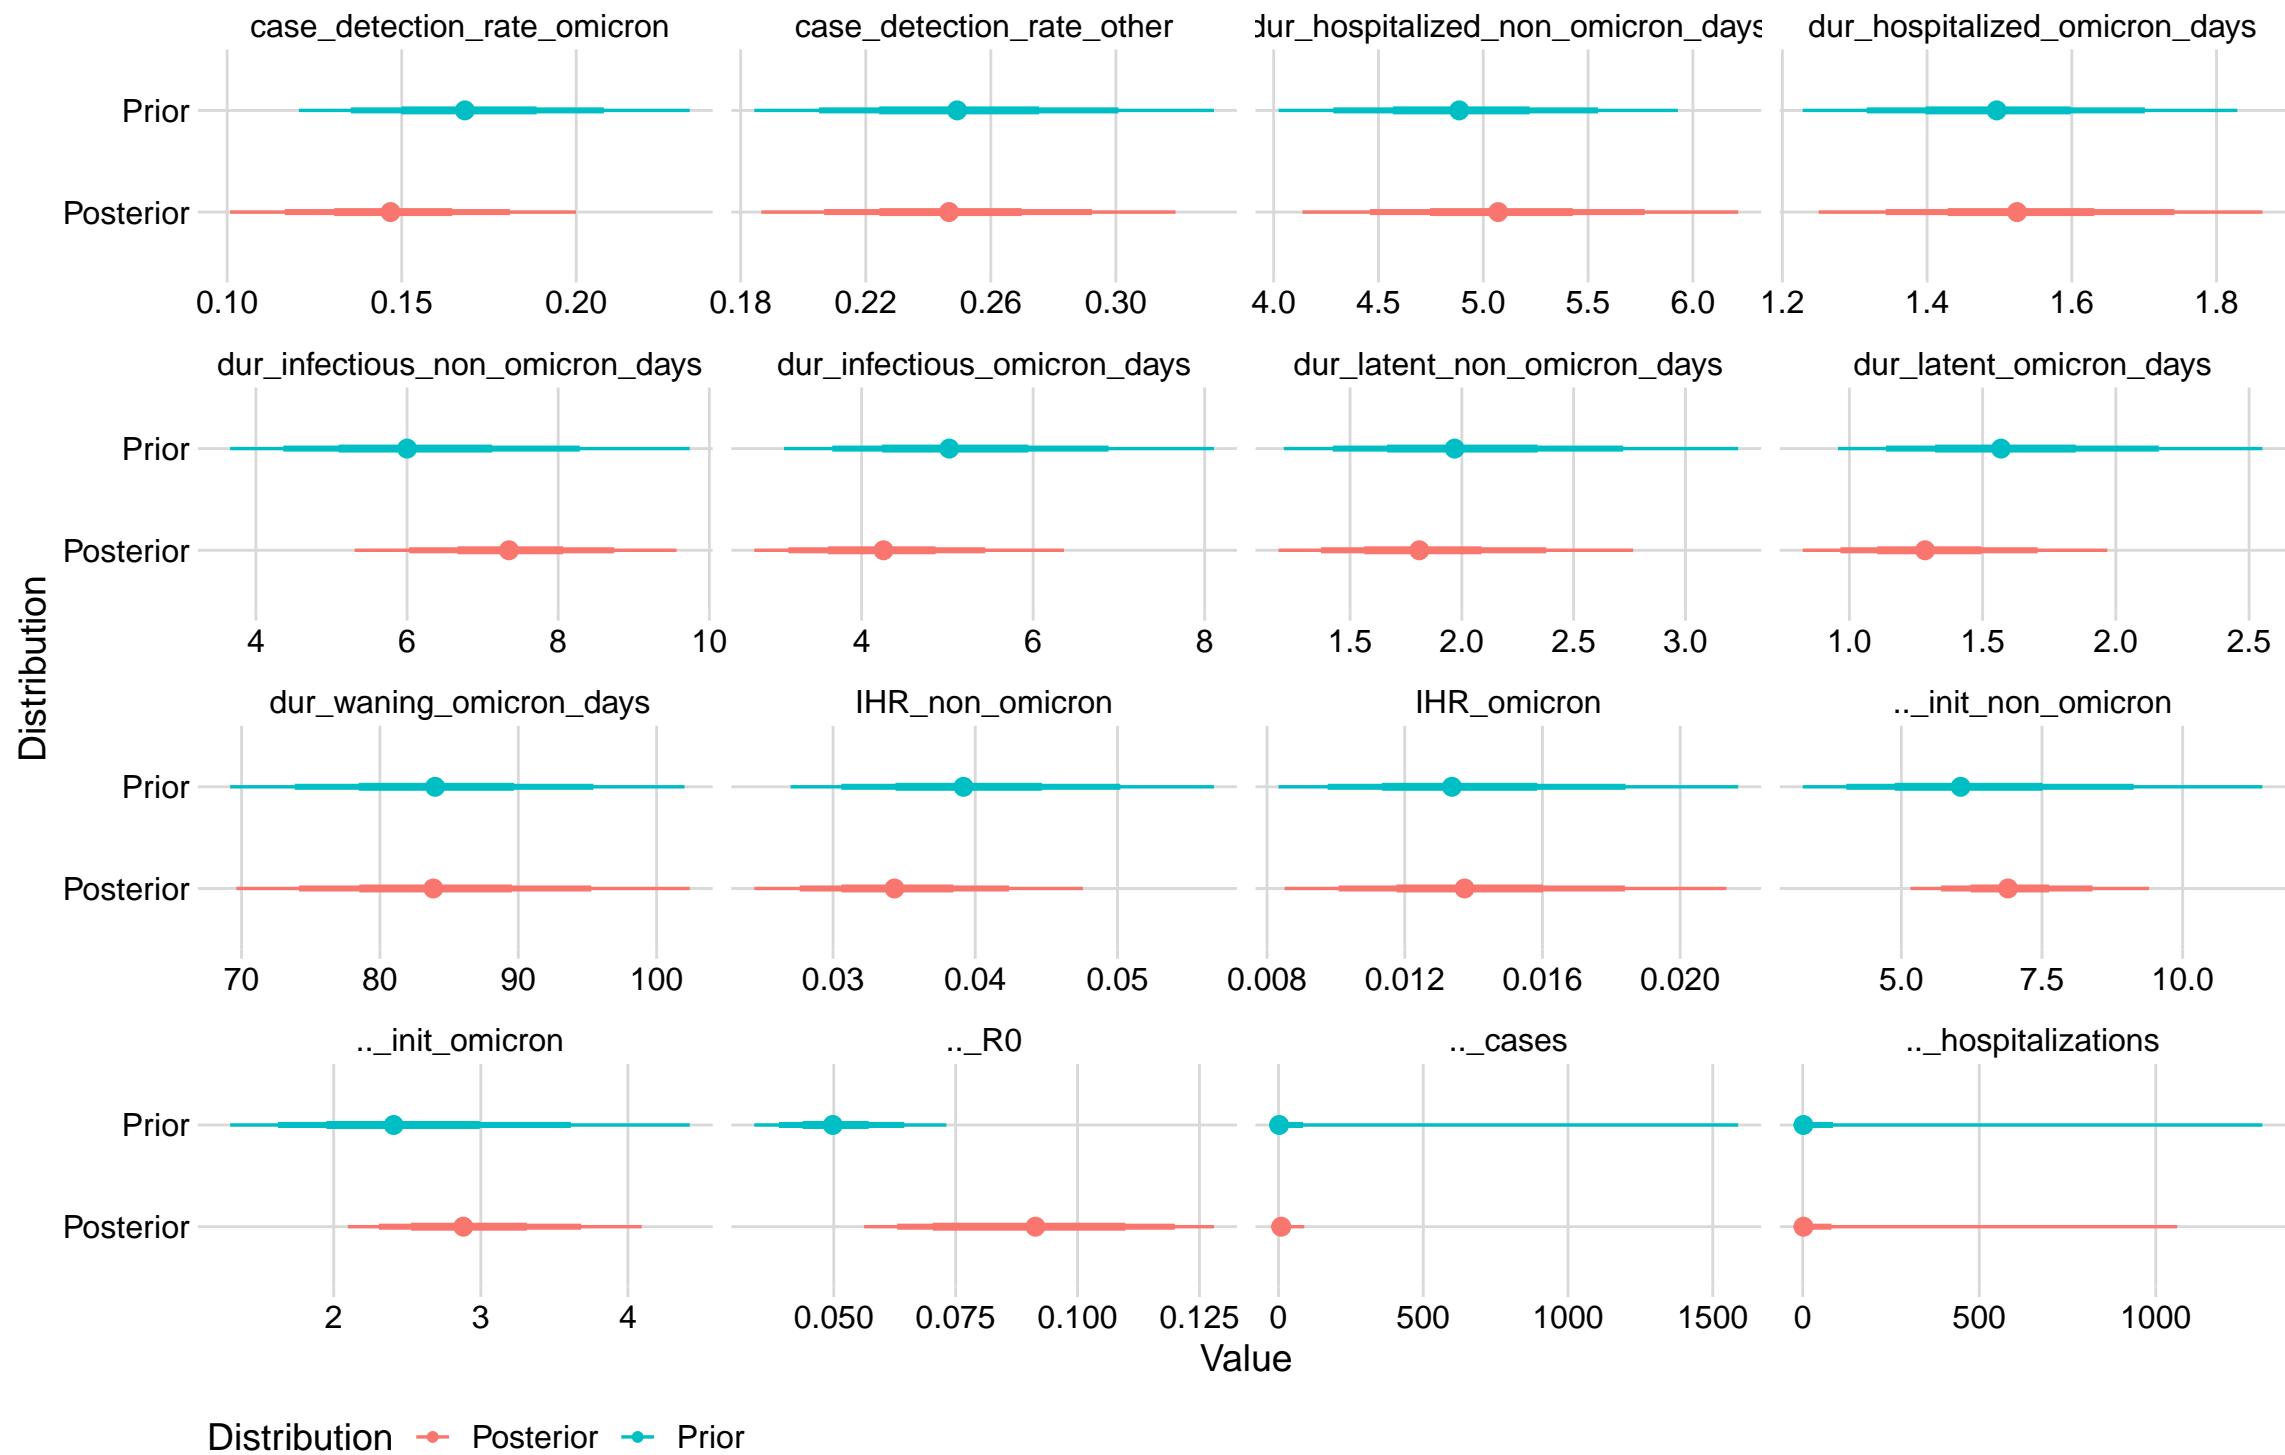 case_detection_rate_omicron case_detection_rate_other dur_hospitalized_non_omicron_days dur_hospitalized_omicron_days
Prior
Posterior
0.10 0.15 0.20 0.18 0.22 0.26 0.30 4.0 4.5 5.0 5.5 6.0 1.2 1.4 1.6 1.8
dur_infectious_non_omicron_days dur_infectious_omicron_days dur_latent_non_omicron_days dur_latent_omicron_days
Prior
Posterior
4 6 8 10 4 6 8 1.5 2.0 2.5 3.0 1.0 1.5 2.0 2.5
Distribution
dur_waning_omicron_days IHR_non_omicron IHR_omicron .._init_non_omicron
Prior
Posterior
70 80 90 100 0.03 0.04 0.05 0.008 0.012 0.016 0.020 5.0 7.5 10.0
.._init_omicron .._R0 .._cases .._hospitalizations
Prior
Posterior
2 3 4 0.050 0.075 0.100 0.125 0 500 1000 1500 0 500 1000
Value
Distribution Posterior Prior